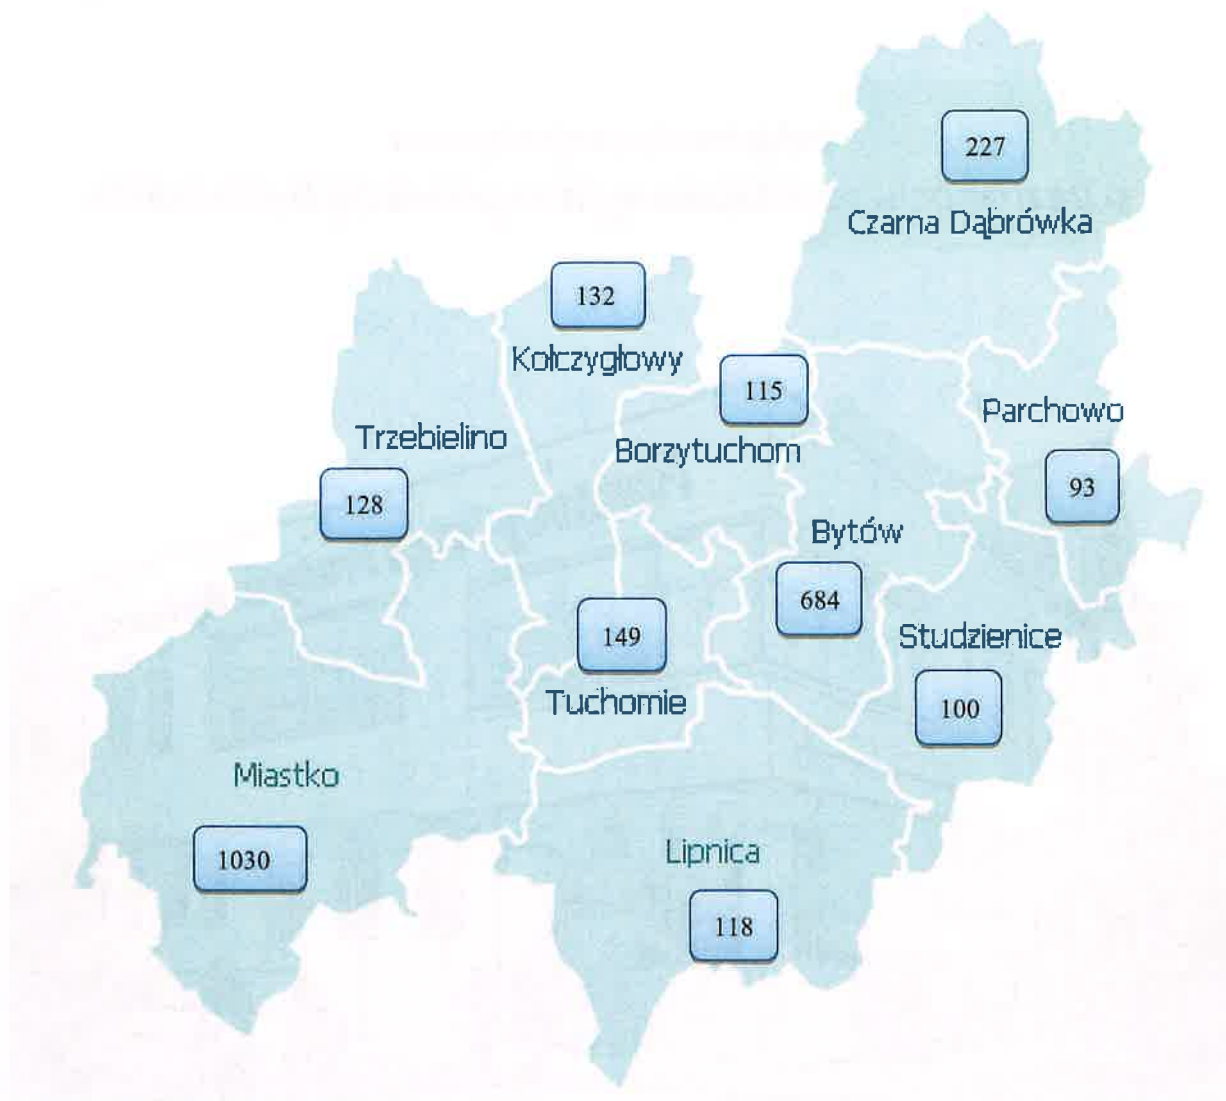 227
Czarna Dąbrówka
132
Kołczygłowy
115
Borzytuchom
Parchowo
93
Trzebielino
128
Bytów
684
149
Tuchomie
Studzienice
100
Miastko
1030
Lipnica
118